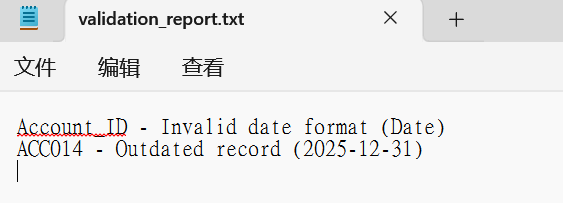 validation_report.txt
文件 编辑 查看
Account_ID - Invalid date format (Date)
ACC014 - Outdated record (2025-12-31)